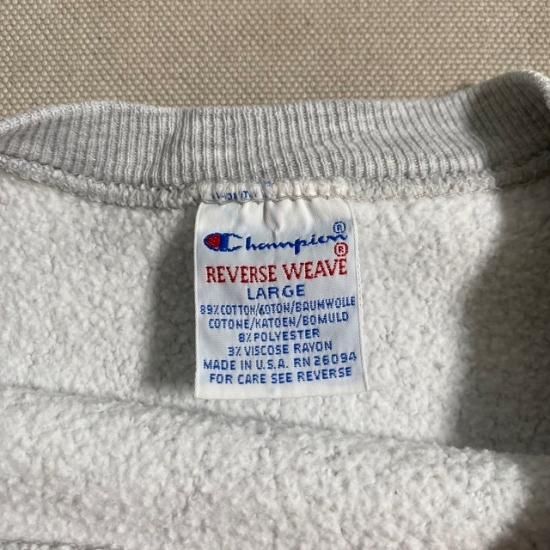 Champion®
REVERSE WEAVE®
LARGE
89% COTTON/COTON/BAUMWOLLE
COTONE/KATOEN/BOMULD
8% POLYESTER
3% VISCOSE RAYON
MADE IN U.S.A. RN 26094
FOR CARE SEE REVERSE